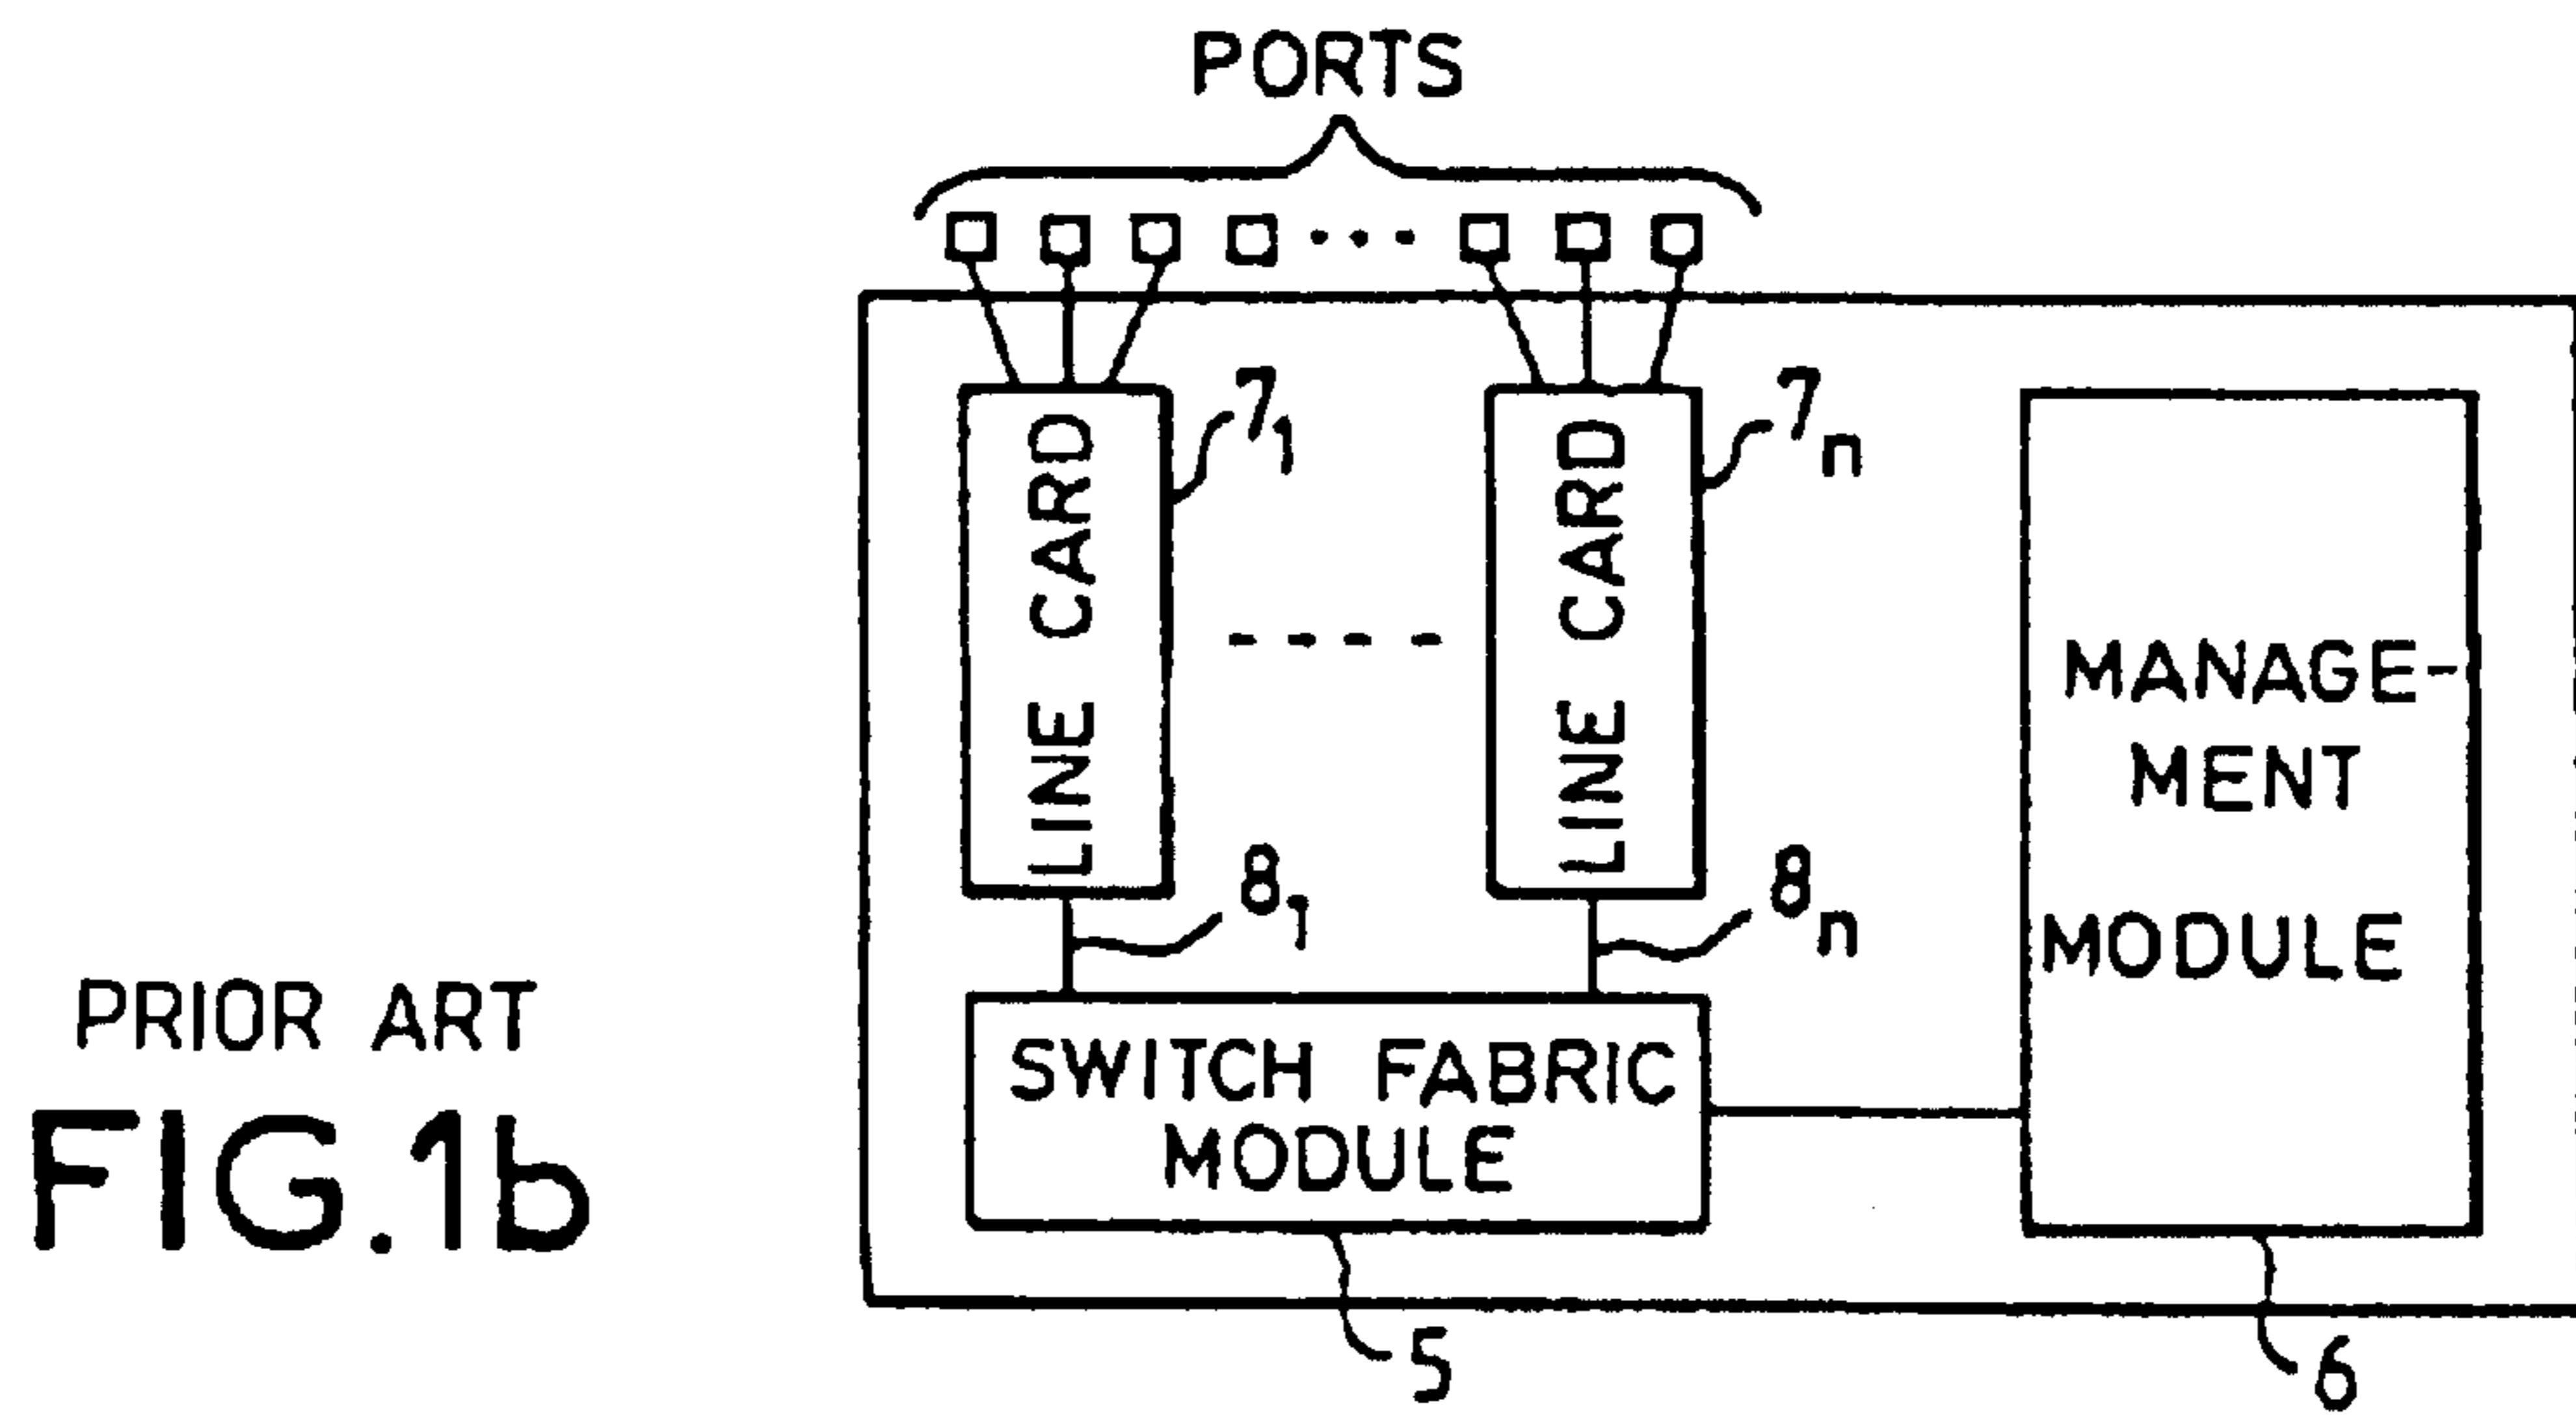 PORTS
7₁
7ₙ
LINE CARD
LINE CARD
MANAGE-
MENT
MODULE
8₁
8ₙ
SWITCH FABRIC
MODULE
5
6
PRIOR ART
FIG.1b